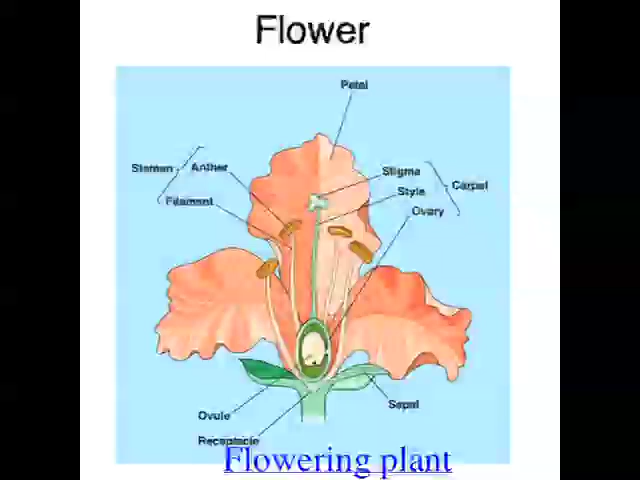 Flower
Petal
Stamen
Anther
Stigma
Style
Carpel
Filament
Ovary
Ovule
Sepal
Receptacle
Flowering plant